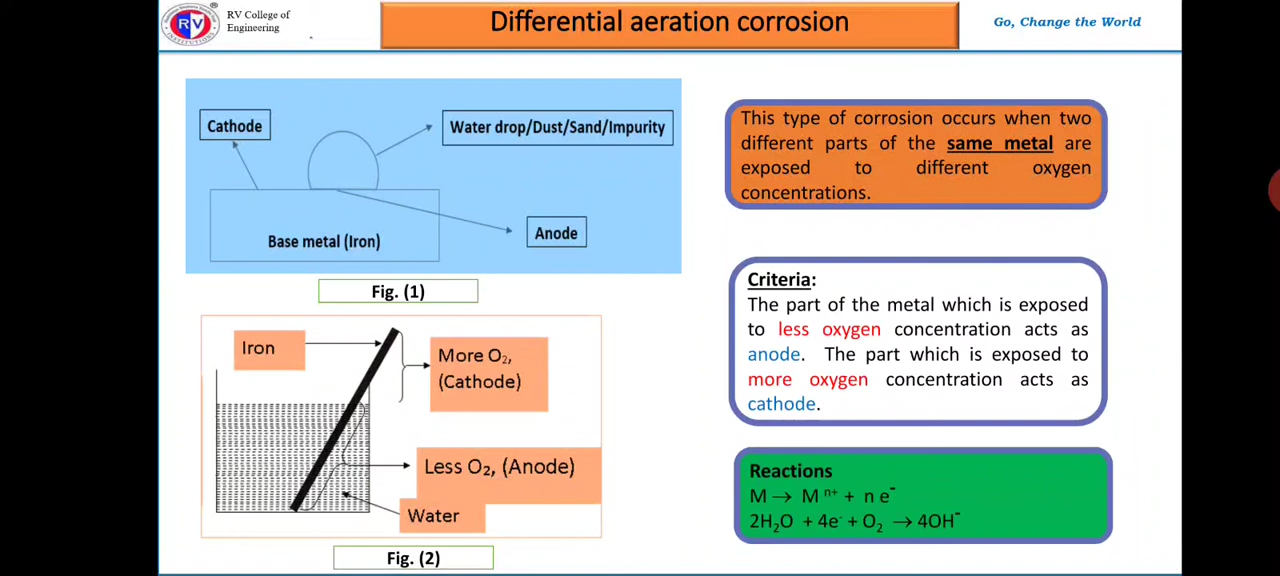 RV College of
Engineering
Differential aeration corrosion
Go, Change the World
RV
Cathode
Water drop/Dust/Sand/Impurity
Base metal (Iron)
Anode
Fig. (1)
Iron
More O₂,
(Cathode)
Less O₂, (Anode)
Water
Fig. (2)
This type of corrosion occurs when two
different parts of the same metal are
exposed to different oxygen
concentrations.
Criteria:
The part of the metal which is exposed
to less oxygen concentration acts as
anode. The part which is exposed to
more oxygen concentration acts as
cathode.
Reactions
M → M ⁿ⁺ + n e⁻
2H₂O + 4e⁻ + O₂ → 4OH⁻